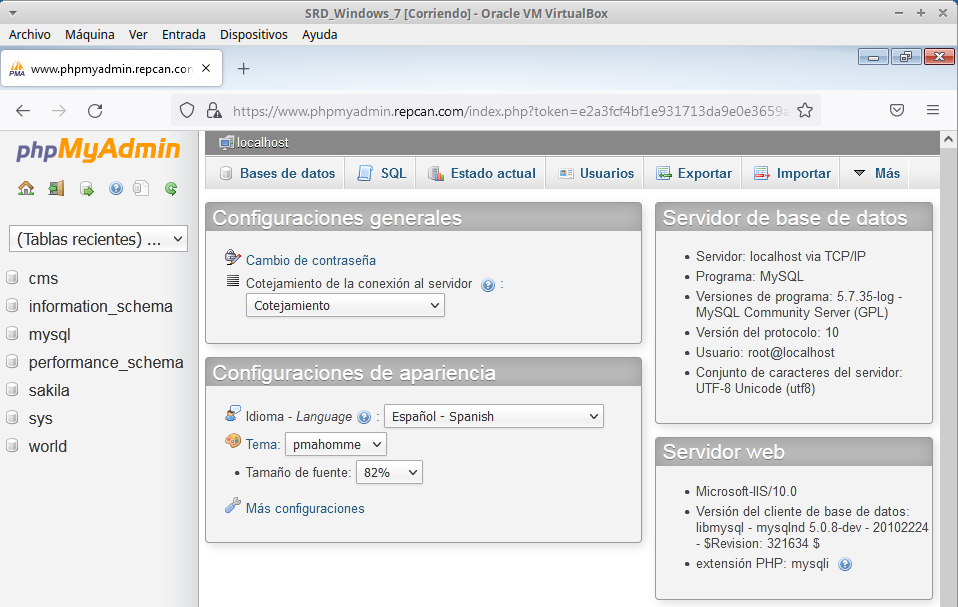 SRD_Windows_7 [Corriendo] - Oracle VM VirtualBox
Archivo Máquina Ver Entrada Dispositivos Ayuda
PMA www.phpmyadmin.repcan.con
https://www.phpmyadmin.repcan.com/index.php?token=e2a3fcf4bf1e931713da9e0e3659a
phpMyAdmin
(Tablas recientes) ...
cms
information_schema
mysql
performance_schema
sakila
sys
world
localhost
Bases de datos SQL Estado actual Usuarios Exportar Importar Más
Configuraciones generales
Cambio de contraseña
Cotejamiento de la conexión al servidor :
Cotejamiento
Configuraciones de apariencia
Idioma - Language : Español - Spanish
Tema: pmahomme
• Tamaño de fuente: 82%
Más configuraciones
Servidor de base de datos
• Servidor: localhost via TCP/IP
• Programa: MySQL
• Versiones de programa: 5.7.35-log -
MySQL Community Server (GPL)
• Versión del protocolo: 10
• Usuario: root@localhost
• Conjunto de caracteres del servidor:
UTF-8 Unicode (utf8)
Servidor web
• Microsoft-IIS/10.0
• Versión del cliente de base de datos:
libmysql - mysqlnd 5.0.8-dev - 20102224
- $Revision: 321634 $
• extensión PHP: mysqli